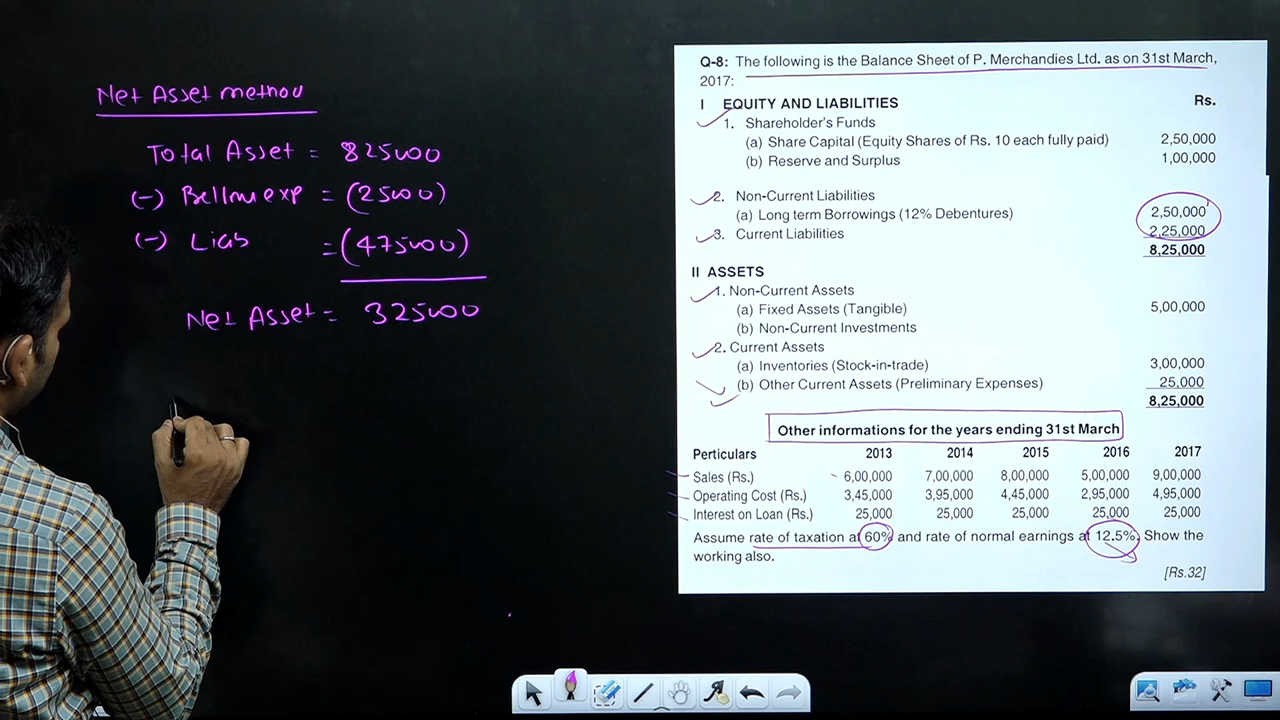 Net Asset method
Total Asset = 825000
(-) Bellow exp = (25000)
(-) Liab = (475000)
Net Asset = 325000
Q-8: The following is the Balance Sheet of P. Merchandies Ltd. as on 31st March,
2017:
I EQUITY AND LIABILITIES Rs.
1. Shareholder's Funds
(a) Share Capital (Equity Shares of Rs. 10 each fully paid) 2,50,000
(b) Reserve and Surplus 1,00,000
2. Non-Current Liabilities
(a) Long term Borrowings (12% Debentures) 2,50,000
3. Current Liabilities 2,25,000
8,25,000
II ASSETS
1. Non-Current Assets
(a) Fixed Assets (Tangible) 5,00,000
(b) Non-Current Investments
2. Current Assets
(a) Inventories (Stock-in-trade) 3,00,000
(b) Other Current Assets (Preliminary Expenses) 25,000
8,25,000
Other informations for the years ending 31st March
Perticulars 2013 2014 2015 2016 2017
Sales (Rs.) 6,00,000 7,00,000 8,00,000 5,00,000 9,00,000
Operating Cost (Rs.) 3,45,000 3,95,000 4,45,000 2,95,000 4,95,000
Interest on Loan (Rs.) 25,000 25,000 25,000 25,000 25,000
Assume rate of taxation at 60% and rate of normal earnings at 12.5%. Show the
working also.
[Rs.32]